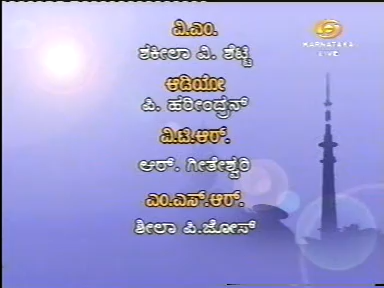 ವಿ.ಎಂ.
ಶಕೀಲಾ ವಿ. ಶೆಟ್ಟಿ
ಆಡಿಯೋ
ಪಿ. ಹರೀಂದ್ರನ್
ವಿ.ಟಿ.ಆರ್.
ಆರ್. ಗೀತೇಶ್ವರಿ
ಎಂ.ಎಸ್.ಆರ್.
ಶೀಲಾ ಪಿ.ಜೋಸ್
KARNATAKA
LIVE